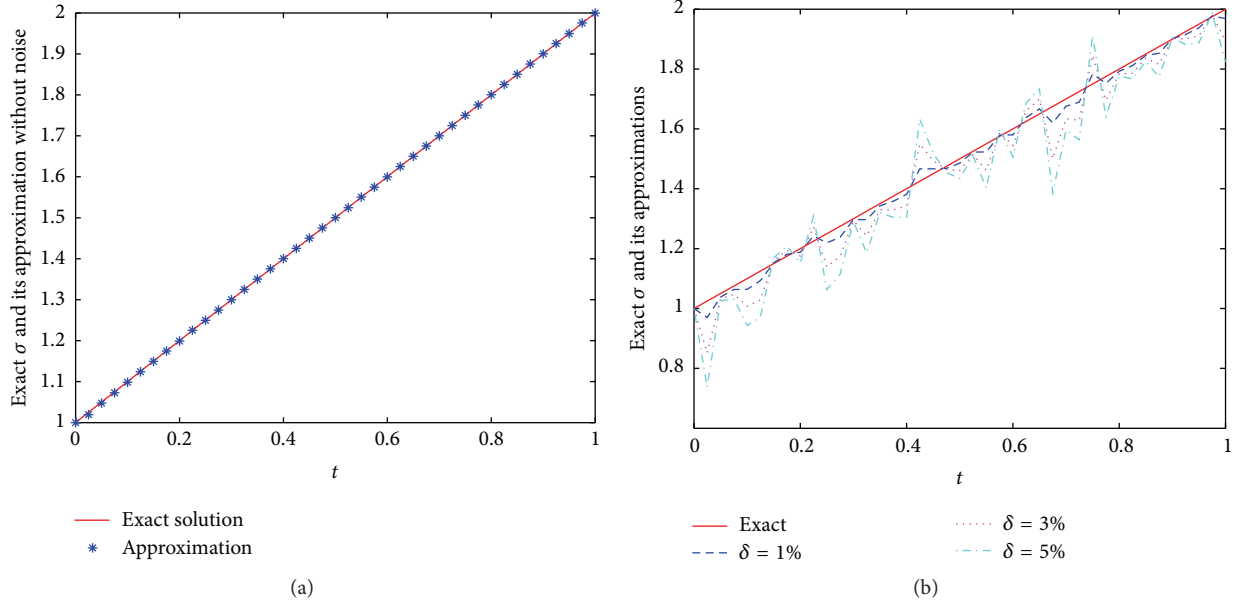 2
1.9
1.8
1.7
1.6
1.5
1.4
1.3
1.2
1.1
1
0 0.2 0.4 0.6 0.8 1
t
Exact σ and its approximation without noise
Exact solution
Approximation
(a)
2
1.8
1.6
1.4
1.2
1
0.8
0 0.2 0.4 0.6 0.8 1
t
Exact σ and its approximations
Exact
δ = 1%
δ = 3%
δ = 5%
(b)